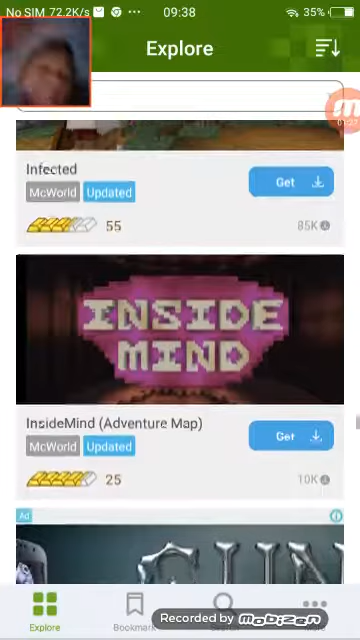 No SIM 72.2K/s ... 09:38 35%
Explore
Infected
Get
McWorld Updated
55 85K
INSIDE
MIND
InsideMind (Adventure Map)
Get
McWorld Updated
25 10K
Ad
Explore Bookmark
Recorded by Mobizen